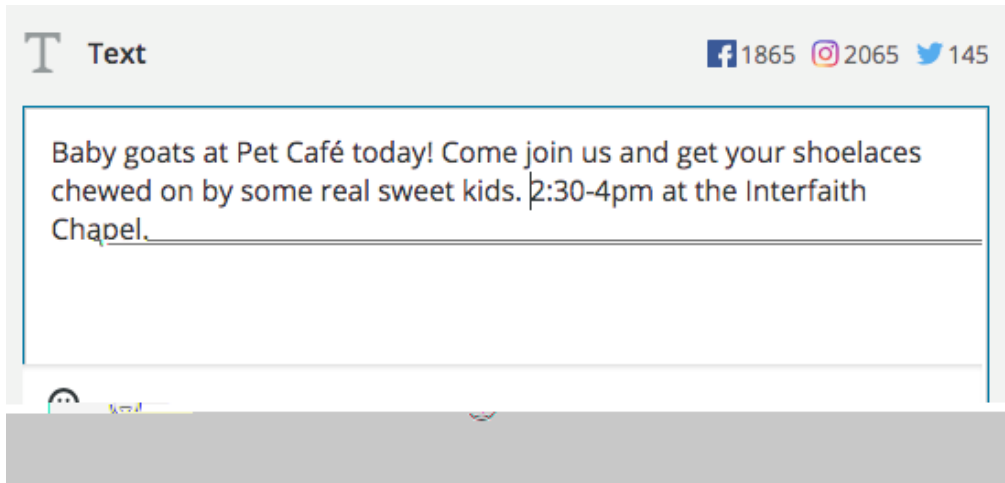 Text
1865 2065 145
Baby goats at Pet Café today! Come join us and get your shoelaces
chewed on by some real sweet kids. 2:30-4pm at the Interfaith
Chapel.